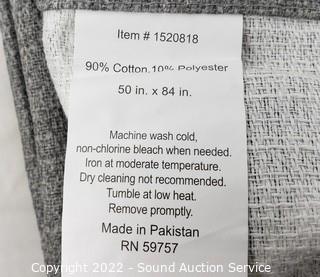 Item # 1520818
90% Cotton,10% Polyester
50 in. x 84 in.
Machine wash cold,
non-chlorine bleach when needed.
Iron at moderate temperature.
Dry cleaning not recommended.
Tumble at low heat.
Remove promptly.
Made in Pakistan
RN 59757
Copyright 2022 - Sound Auction Service